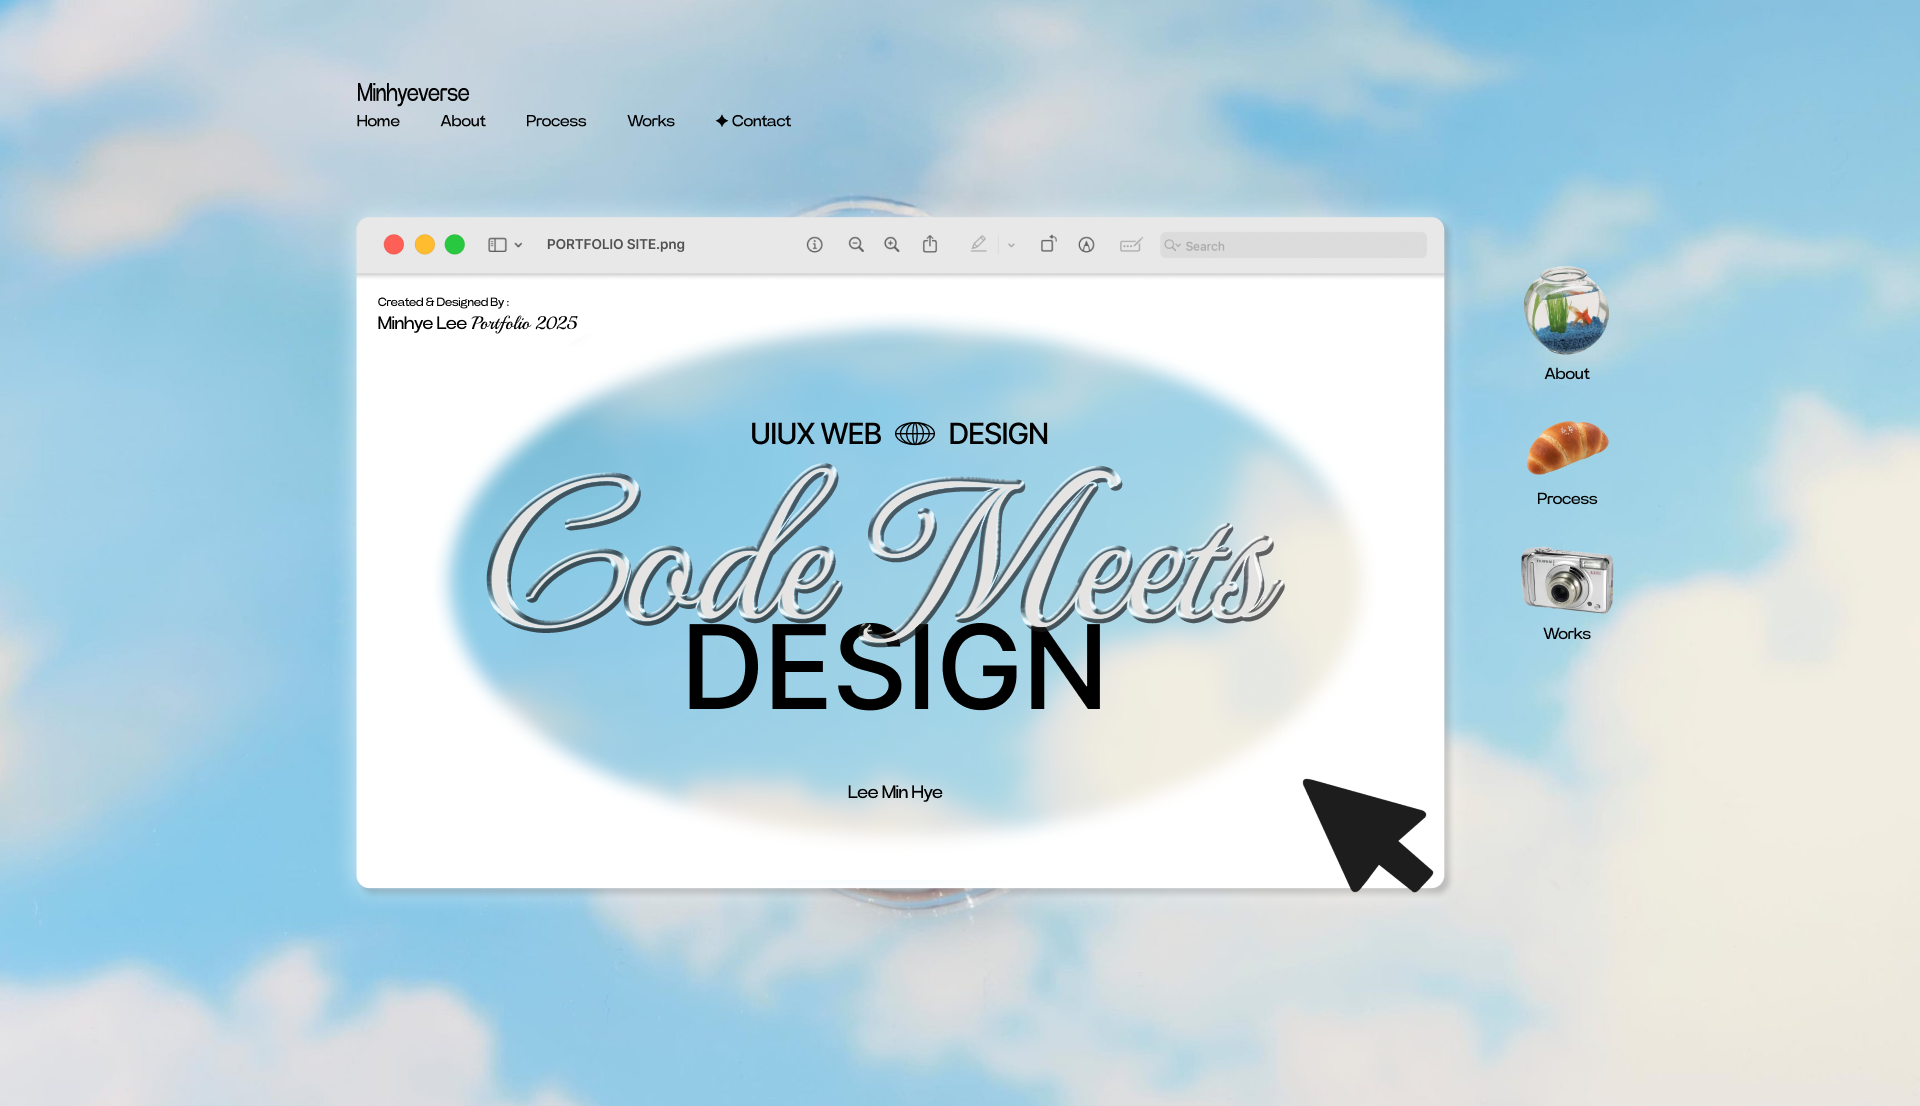 Minhyeverse
Home About Process Works ✦ Contact
PORTFOLIO SITE.png
Search
Created & Designed By :
Minhye Lee Portfolio 2025
UIUX WEB DESIGN
Code Meets
DESIGN
Lee Min Hye
About
Process
Works